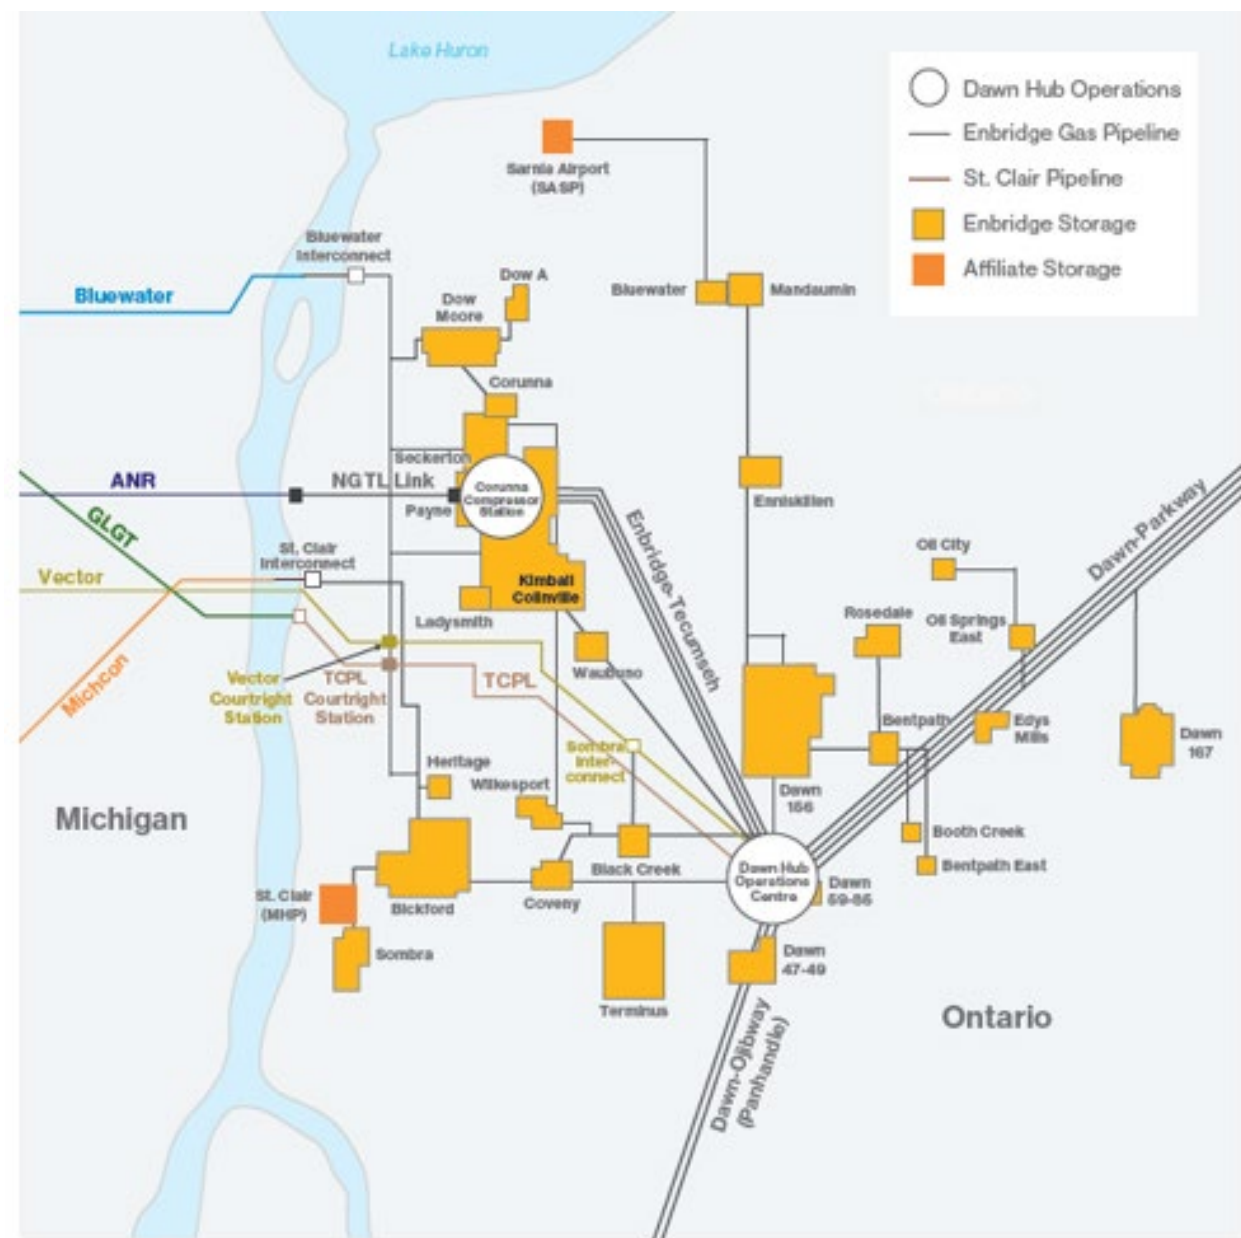 Lake Huron
Dawn Hub Operations
Enbridge Gas Pipeline
St. Clair Pipeline
Enbridge Storage
Affiliate Storage
Sarnia Airport
(SASP)
Bluewater
Interconnect
Bluewater
Dow A
Dow
Moore
Bluewater
Mandaumin
Corunna
Seckerton
ANR
NGTL Link
Corunna
Compressor
Station
Payne
Enniskillen
GLGT
St. Clair
Interconnect
Vector
Kimball
Colinville
Ladysmith
Enbridge-Tecumseh
Dawn-Parkway
Oil City
Rosedale
Oil Springs
East
Michcon
Vector
Courtright
Station
TCPL
Courtright
Station
TCPL
Waubuno
Sombra
Inter-
connect
Bentpath
Edys
Mills
Dawn
167
Heritage
Wilkesport
Dawn
156
Michigan
Booth Creek
Bentpath East
Black Creek
Dawn Hub
Operations
Centre
Dawn
59-85
St. Clair
(MHP)
Bickford
Coveny
Sombra
Dawn
47-49
Terminus
Ontario
Dawn-Ojibway
(Panhandle)